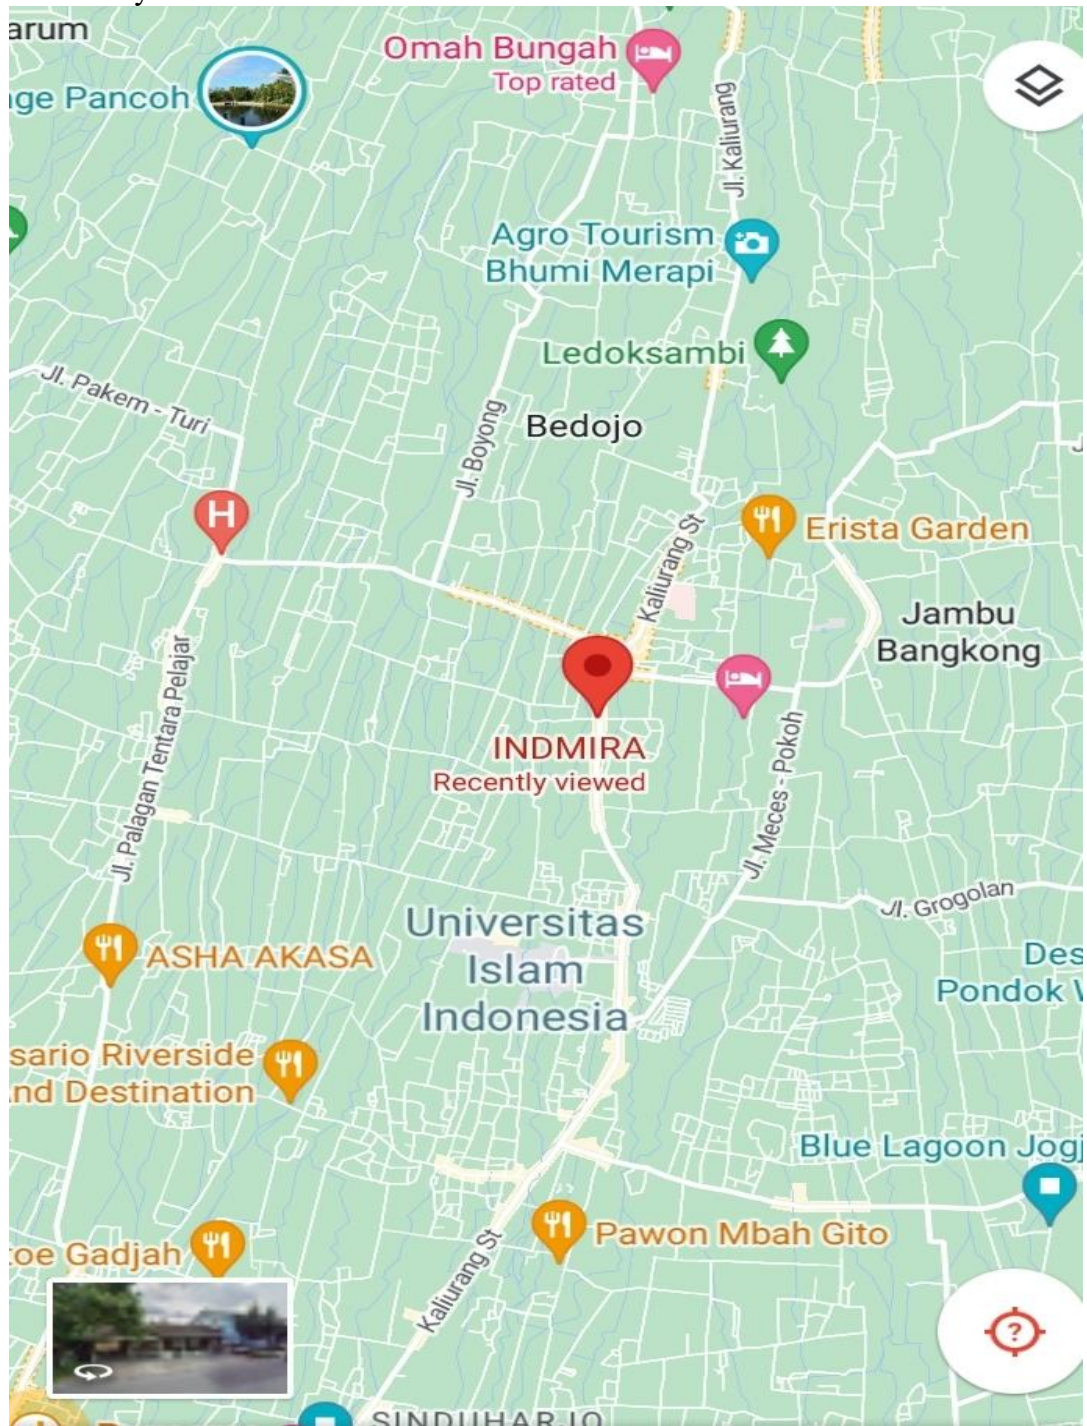 arum
Omah Bungah
Top rated
ge Pancoh
Jl. Kaliurang
Agro Tourism
Bhumi Merapi
Ledoksambi
Jl. Pakem - Turi
Bedojo
Jl. Boyong
H
Erista Garden
Kaliurang St
Jambu
Bangkong
Jl. Palagan Tentara Pelajar
INDMIRA
Recently viewed
Jl. Meces - Pokoh
Jl. Grogolan
Universitas
Islam
Indonesia
ASHA AKASA
Des
Pondok
sario Riverside
nd Destination
Blue Lagoon Jogj
Pawon Mbah Gito
toe Gadjah
Kaliurang St
?
SINDUHARJO